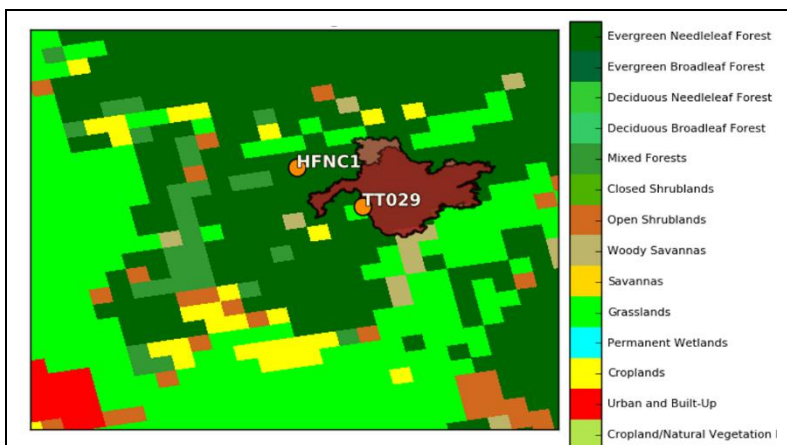 HFNC1
TT029
Evergreen Needleleaf Forest
Evergreen Broadleaf Forest
Deciduous Needleleaf Forest
Deciduous Broadleaf Forest
Mixed Forests
Closed Shrublands
Open Shrublands
Woody Savannas
Savannas
Grasslands
Permanent Wetlands
Croplands
Urban and Built-Up
Cropland/Natural Vegetation